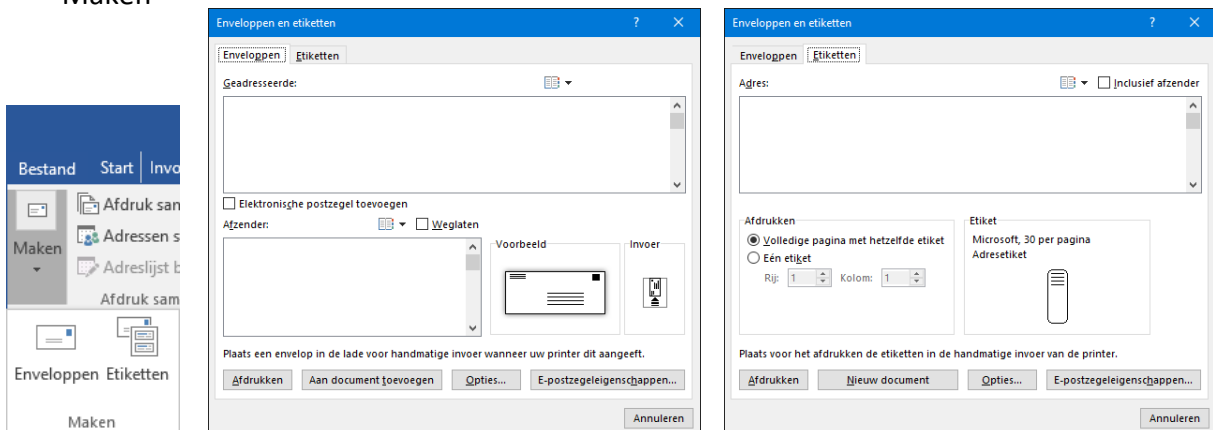 Maken
Bestand Start Invo
Maken
Afdruk san
Adressen s
Adreslijst b
Afdruk sam
Enveloppen Etiketten
Maken
Enveloppen en etiketten ? ×
Enveloppen Etiketten
Geadresseerde:
Elektronische postzegel toevoegen
Afzender: Weglaten
Voorbeeld Invoer
Plaats een envelop in de lade voor handmatige invoer wanneer uw printer dit aangeeft.
Afdrukken Aan document toevoegen Opties... E-postzegeleigenschappen...
Annuleren
Enveloppen en etiketten ? ×
Enveloppen Etiketten
Adres: Inclusief afzender
Afdrukken
Volledige pagina met hetzelfde etiket
Eén etiket
Rij: 1 Kolom: 1
Etiket
Microsoft, 30 per pagina
Adresetiket
Plaats voor het afdrukken de etiketten in de handmatige invoer van de printer.
Afdrukken Nieuw document Opties... E-postzegeleigenschappen...
Annuleren